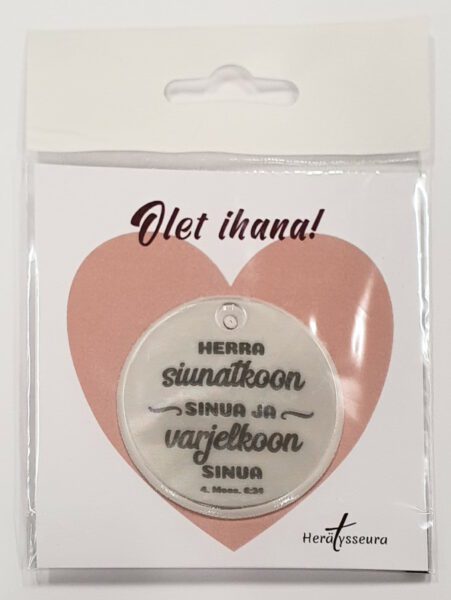 Olet ihana!
HERRA
siunatkoon
SINUA JA
varjelkoon
SINUA
4. Moos. 6:24
Herätysseura